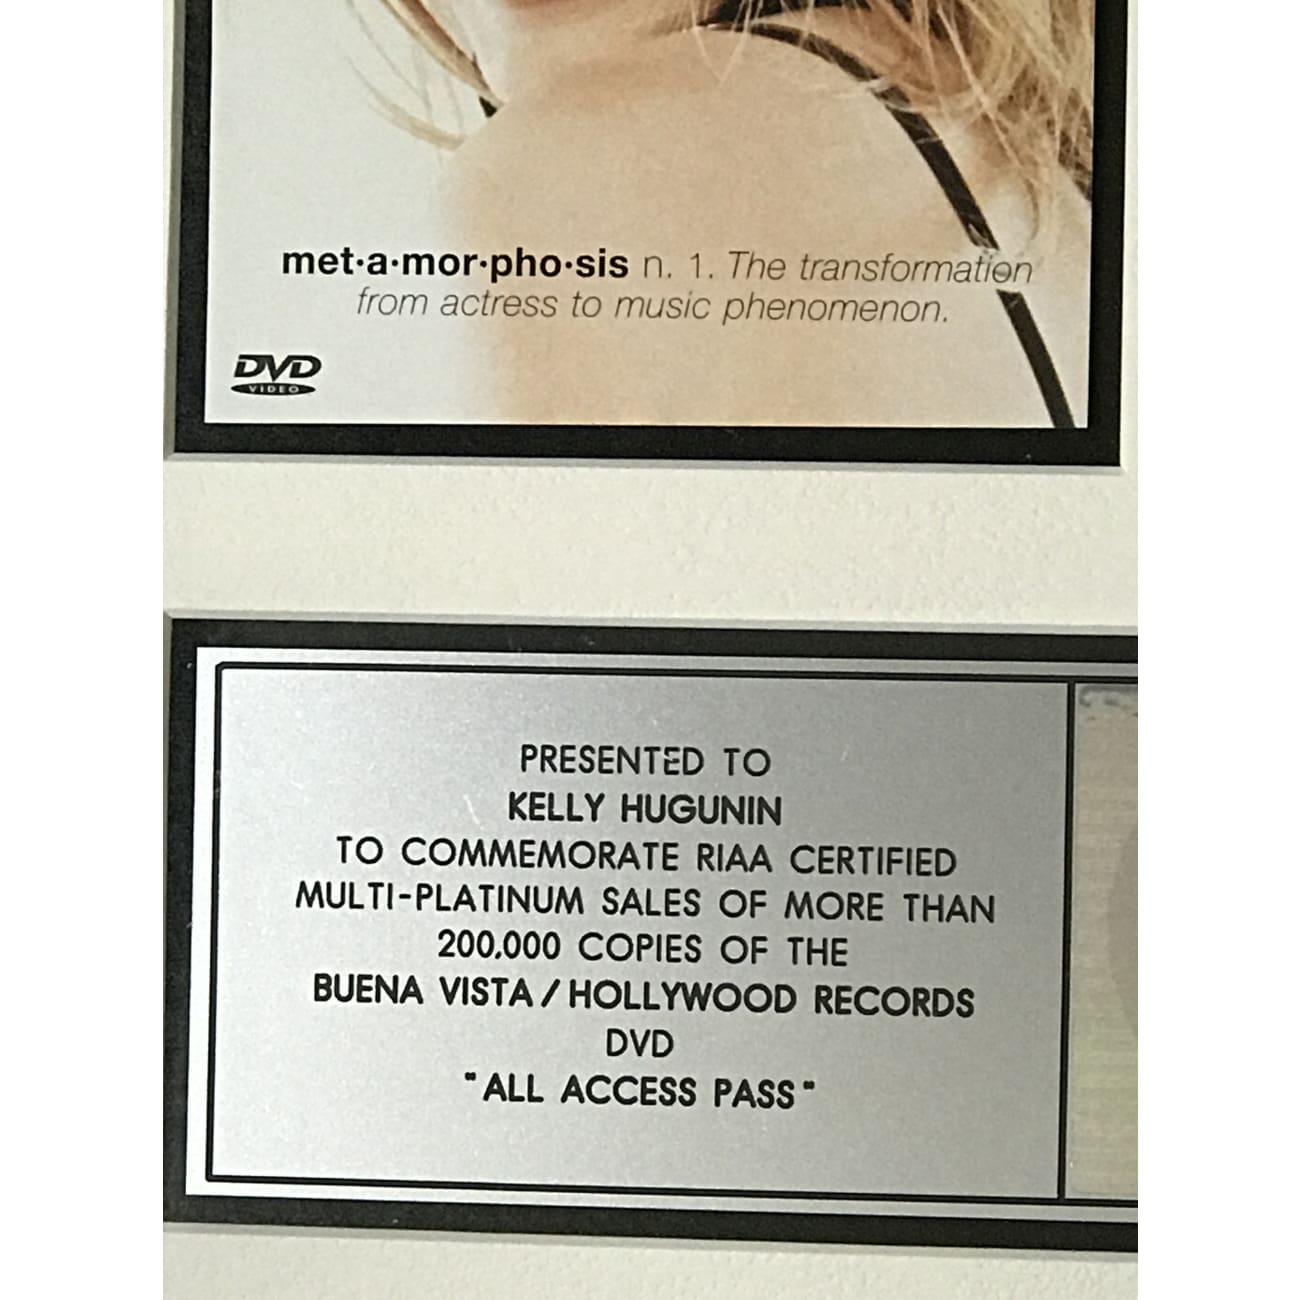 met·a·mor·pho·sis n. 1. The transformation
from actress to music phenomenon.
DVD
VIDEO
PRESENTED TO
KELLY HUGUNIN
TO COMMEMORATE RIAA CERTIFIED
MULTI-PLATINUM SALES OF MORE THAN
200,000 COPIES OF THE
BUENA VISTA/HOLLYWOOD RECORDS
DVD
"ALL ACCESS PASS"